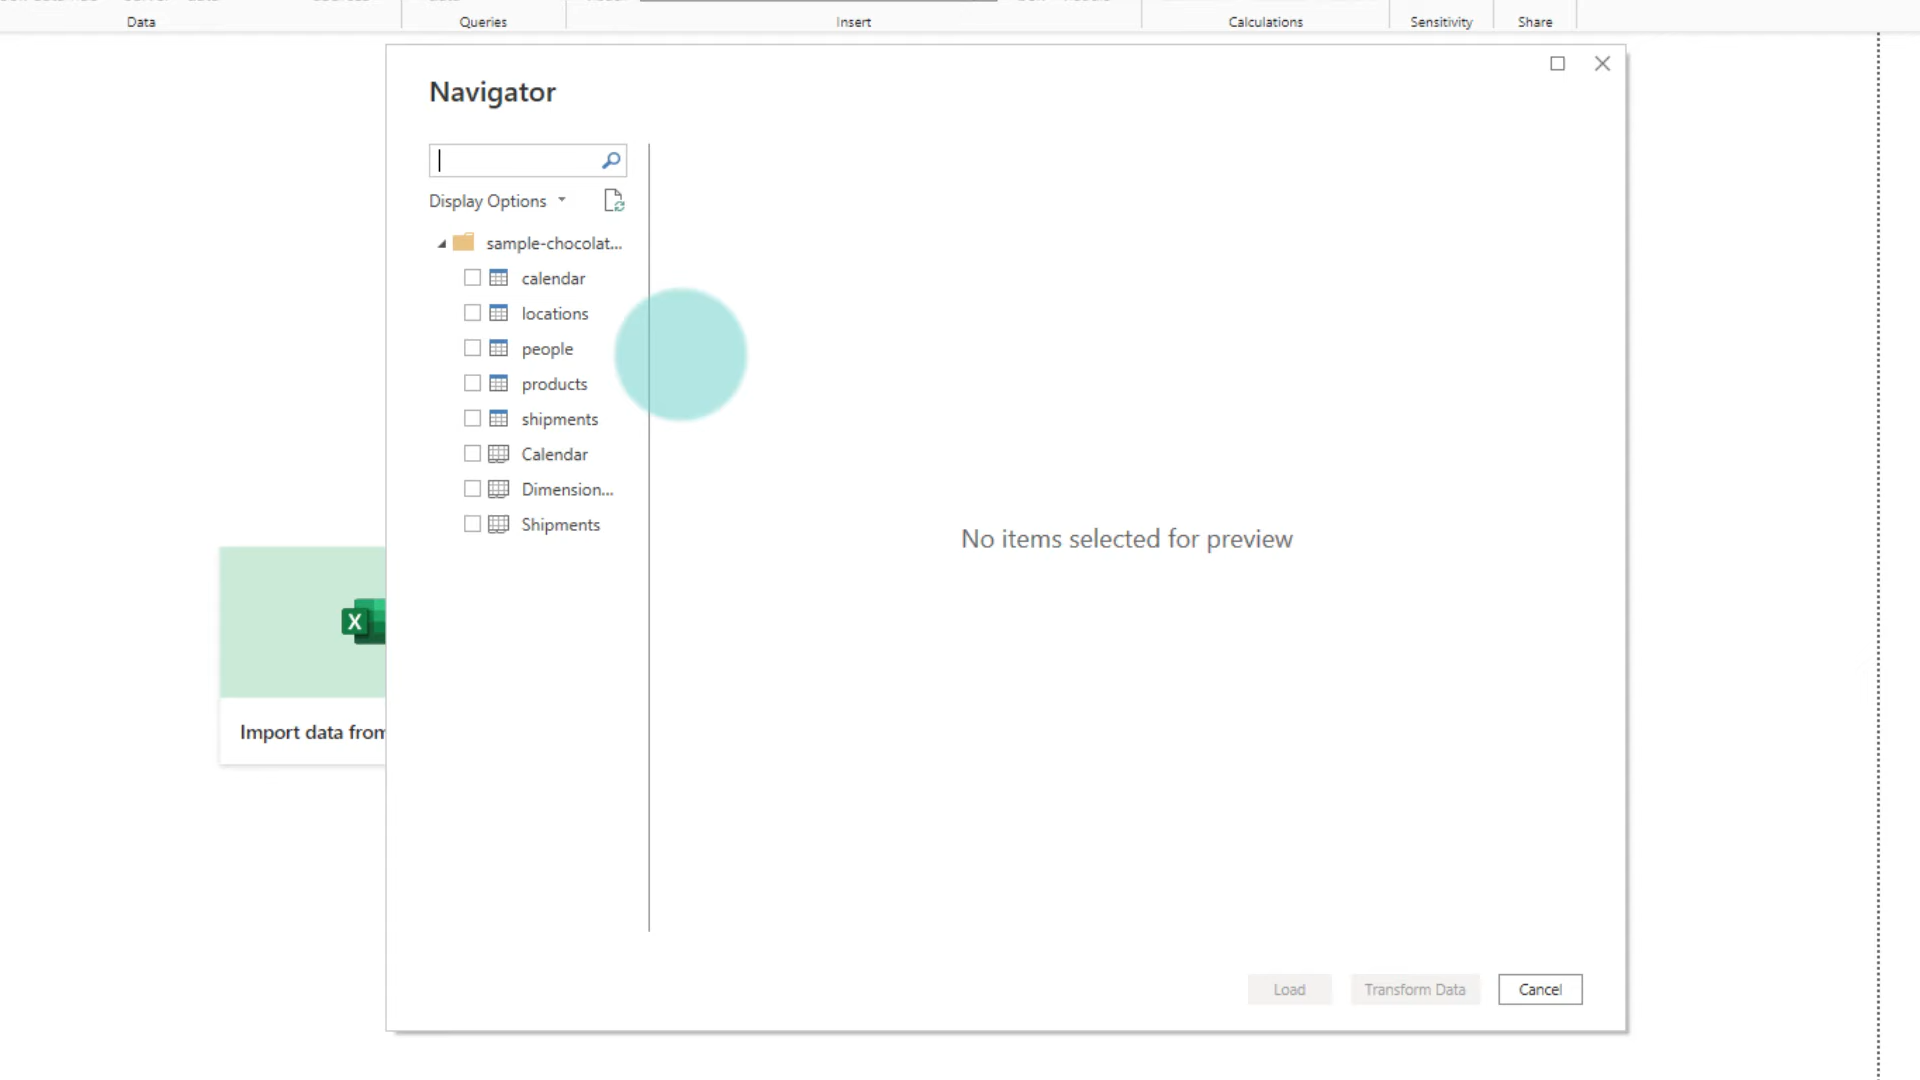 Data
Queries
Insert
Calculations
Sensitivity
Share
Navigator
Display Options
sample-chocolat...
calendar
locations
people
products
shipments
Calendar
Dimension...
Shipments
No items selected for preview
X
Import data from
Load
Transform Data
Cancel